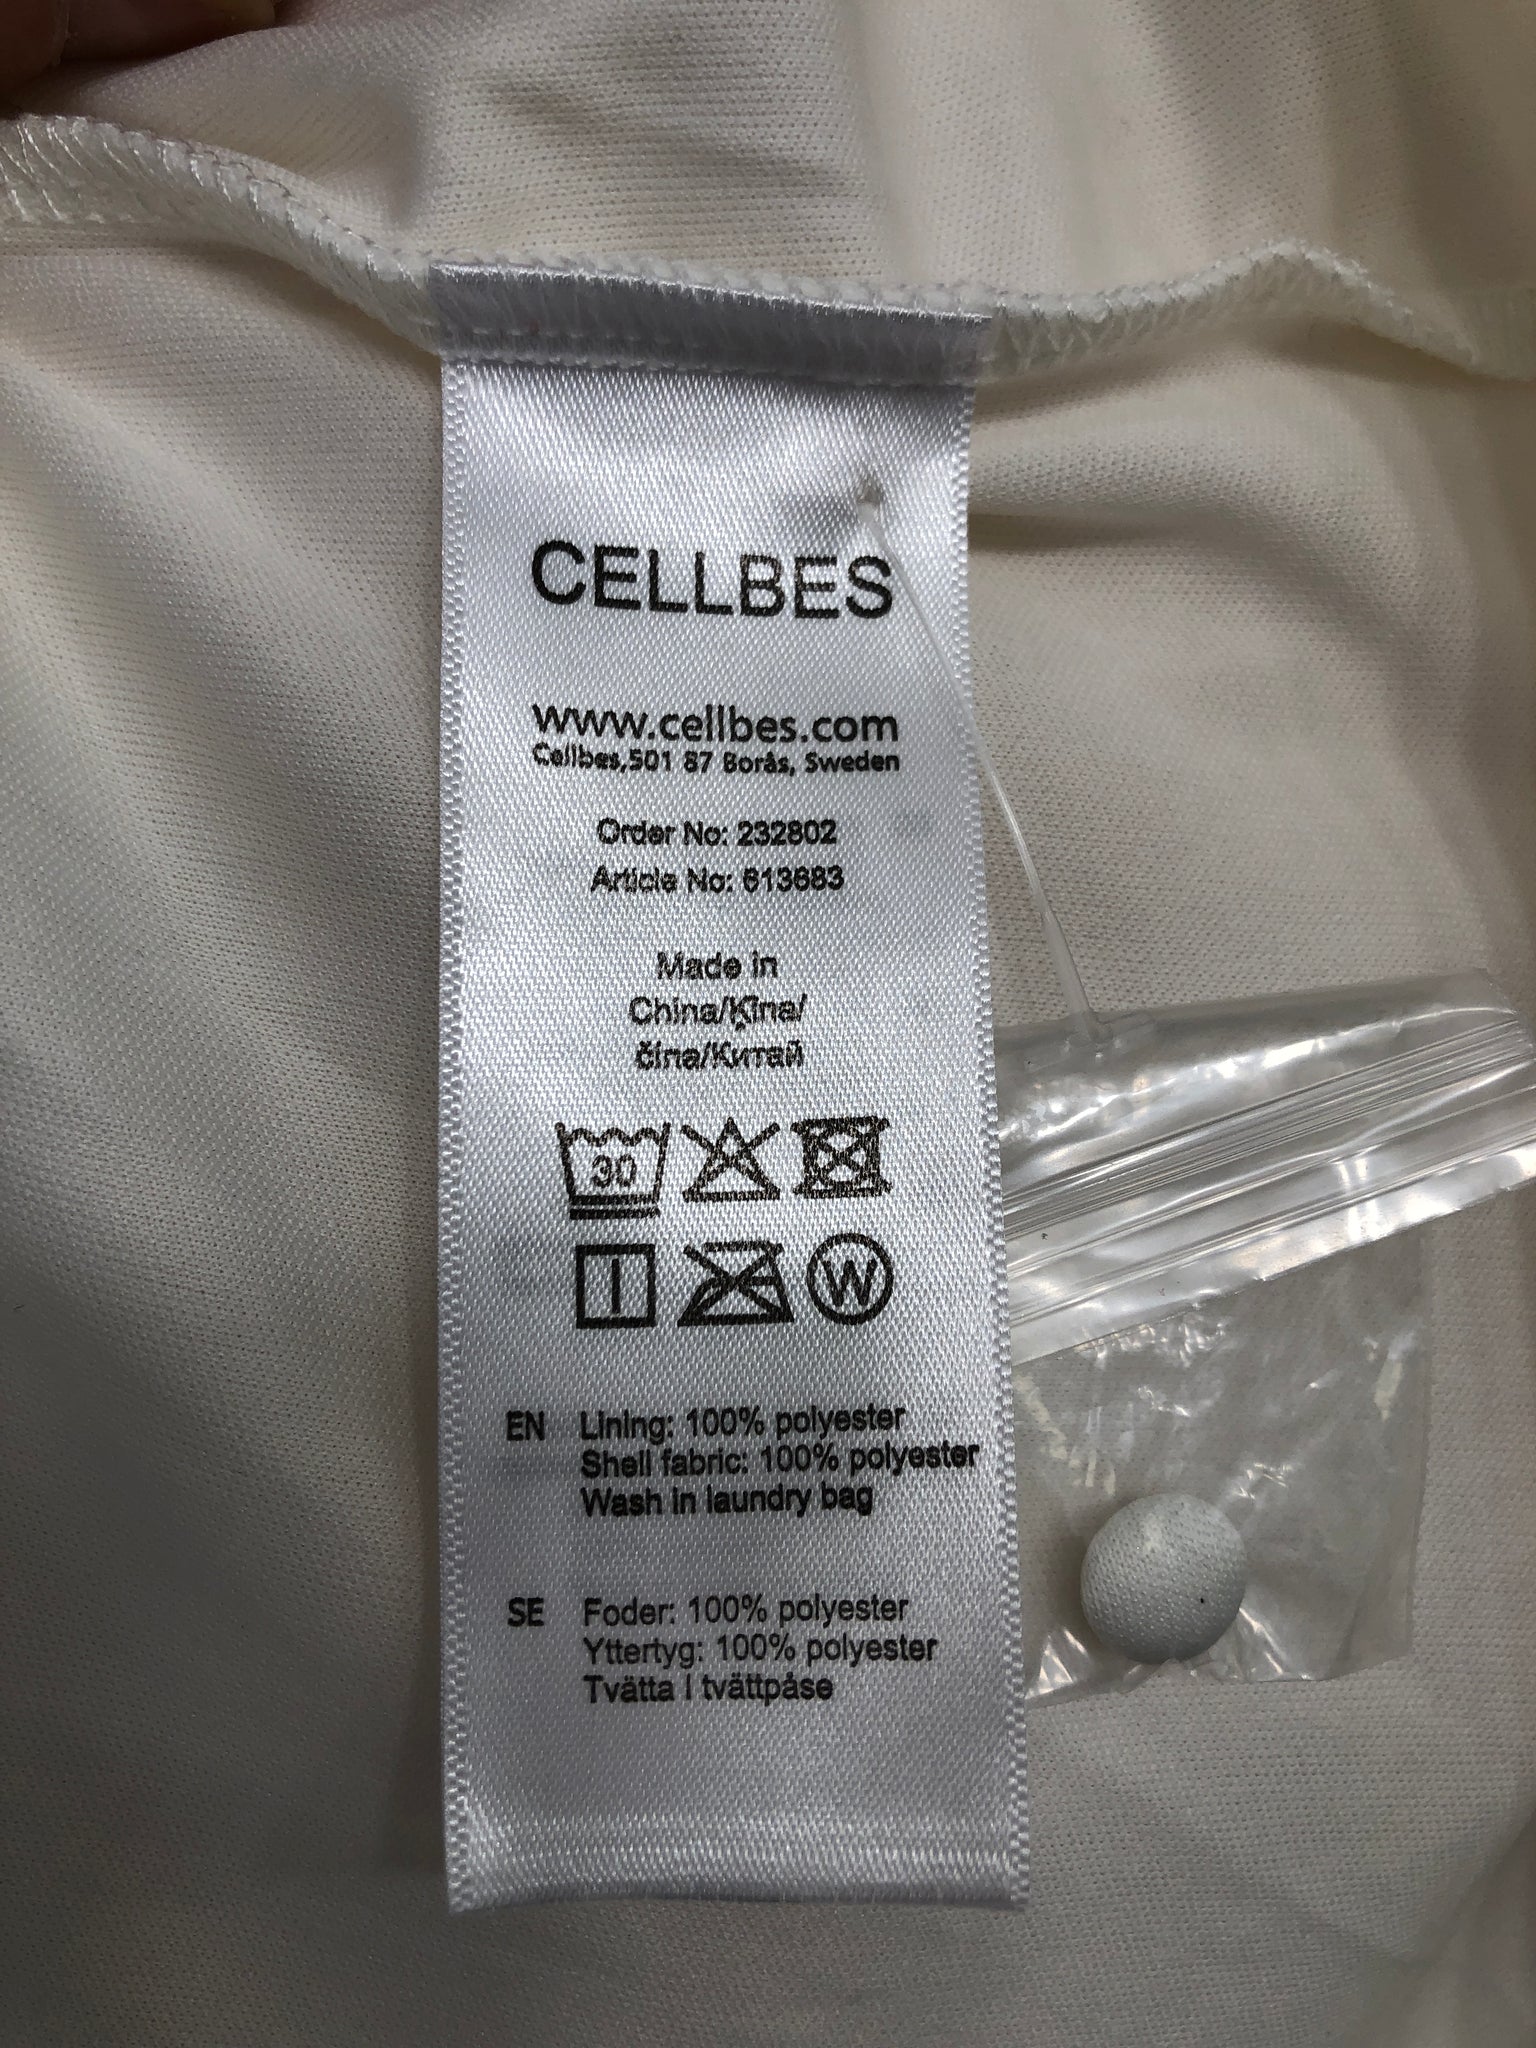 CELLBES
www.cellbes.com
Cellbes,501 87 Borås, Sweden
Order No: 232802
Article No: 613683
Made in
China/Ķīna/
čína/Китай
30
W
EN Lining: 100% polyester
Shell fabric: 100% polyester
Wash in laundry bag
SE Foder: 100% polyester
Yttertyg: 100% polyester
Tvätta I tvättpåse